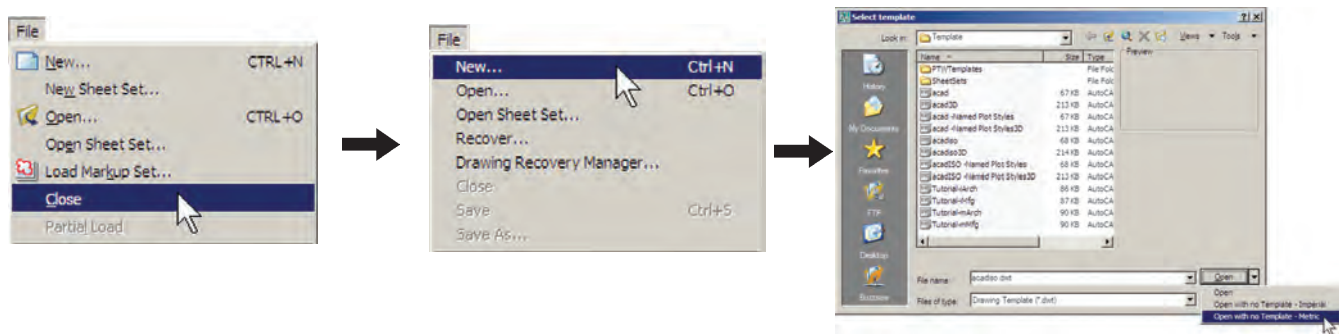 File
New... CTRL+N
New Sheet Set...
Open... CTRL+O
Open Sheet Set...
Load Markup Set...
Close
Partial Load
File
New... Ctrl+N
Open... Ctrl+O
Open Sheet Set...
Recover...
Drawing Recovery Manager...
Close
Save Ctrl+S
Save As...
Select template
Look in: Template Views Tools
Name Size Type Preview
PTWTemplates File Fold
SheetSets File Fold
acad 67 KB AutoCA
acad3D 213 KB AutoCA
acad -Named Plot Styles 67 KB AutoCA
acad -Named Plot Styles3D 213 KB AutoCA
acadiso 68 KB AutoCA
acadiso3D 214 KB AutoCA
acadISO -Named Plot Styles 68 KB AutoCA
acadISO -Named Plot Styles3D 213 KB AutoCA
Tutorial-iArch 86 KB AutoCA
Tutorial-iMfg 87 KB AutoCA
Tutorial-mArch 90 KB AutoCA
Tutorial-mMfg 90 KB AutoCA
History
My Documents
Favorites
FTP
Desktop
Buzzsaw
File name: acadiso.dwt Open
Files of type: Drawing Template (*.dwt)
Open
Open with no Template - Imperial
Open with no Template - Metric